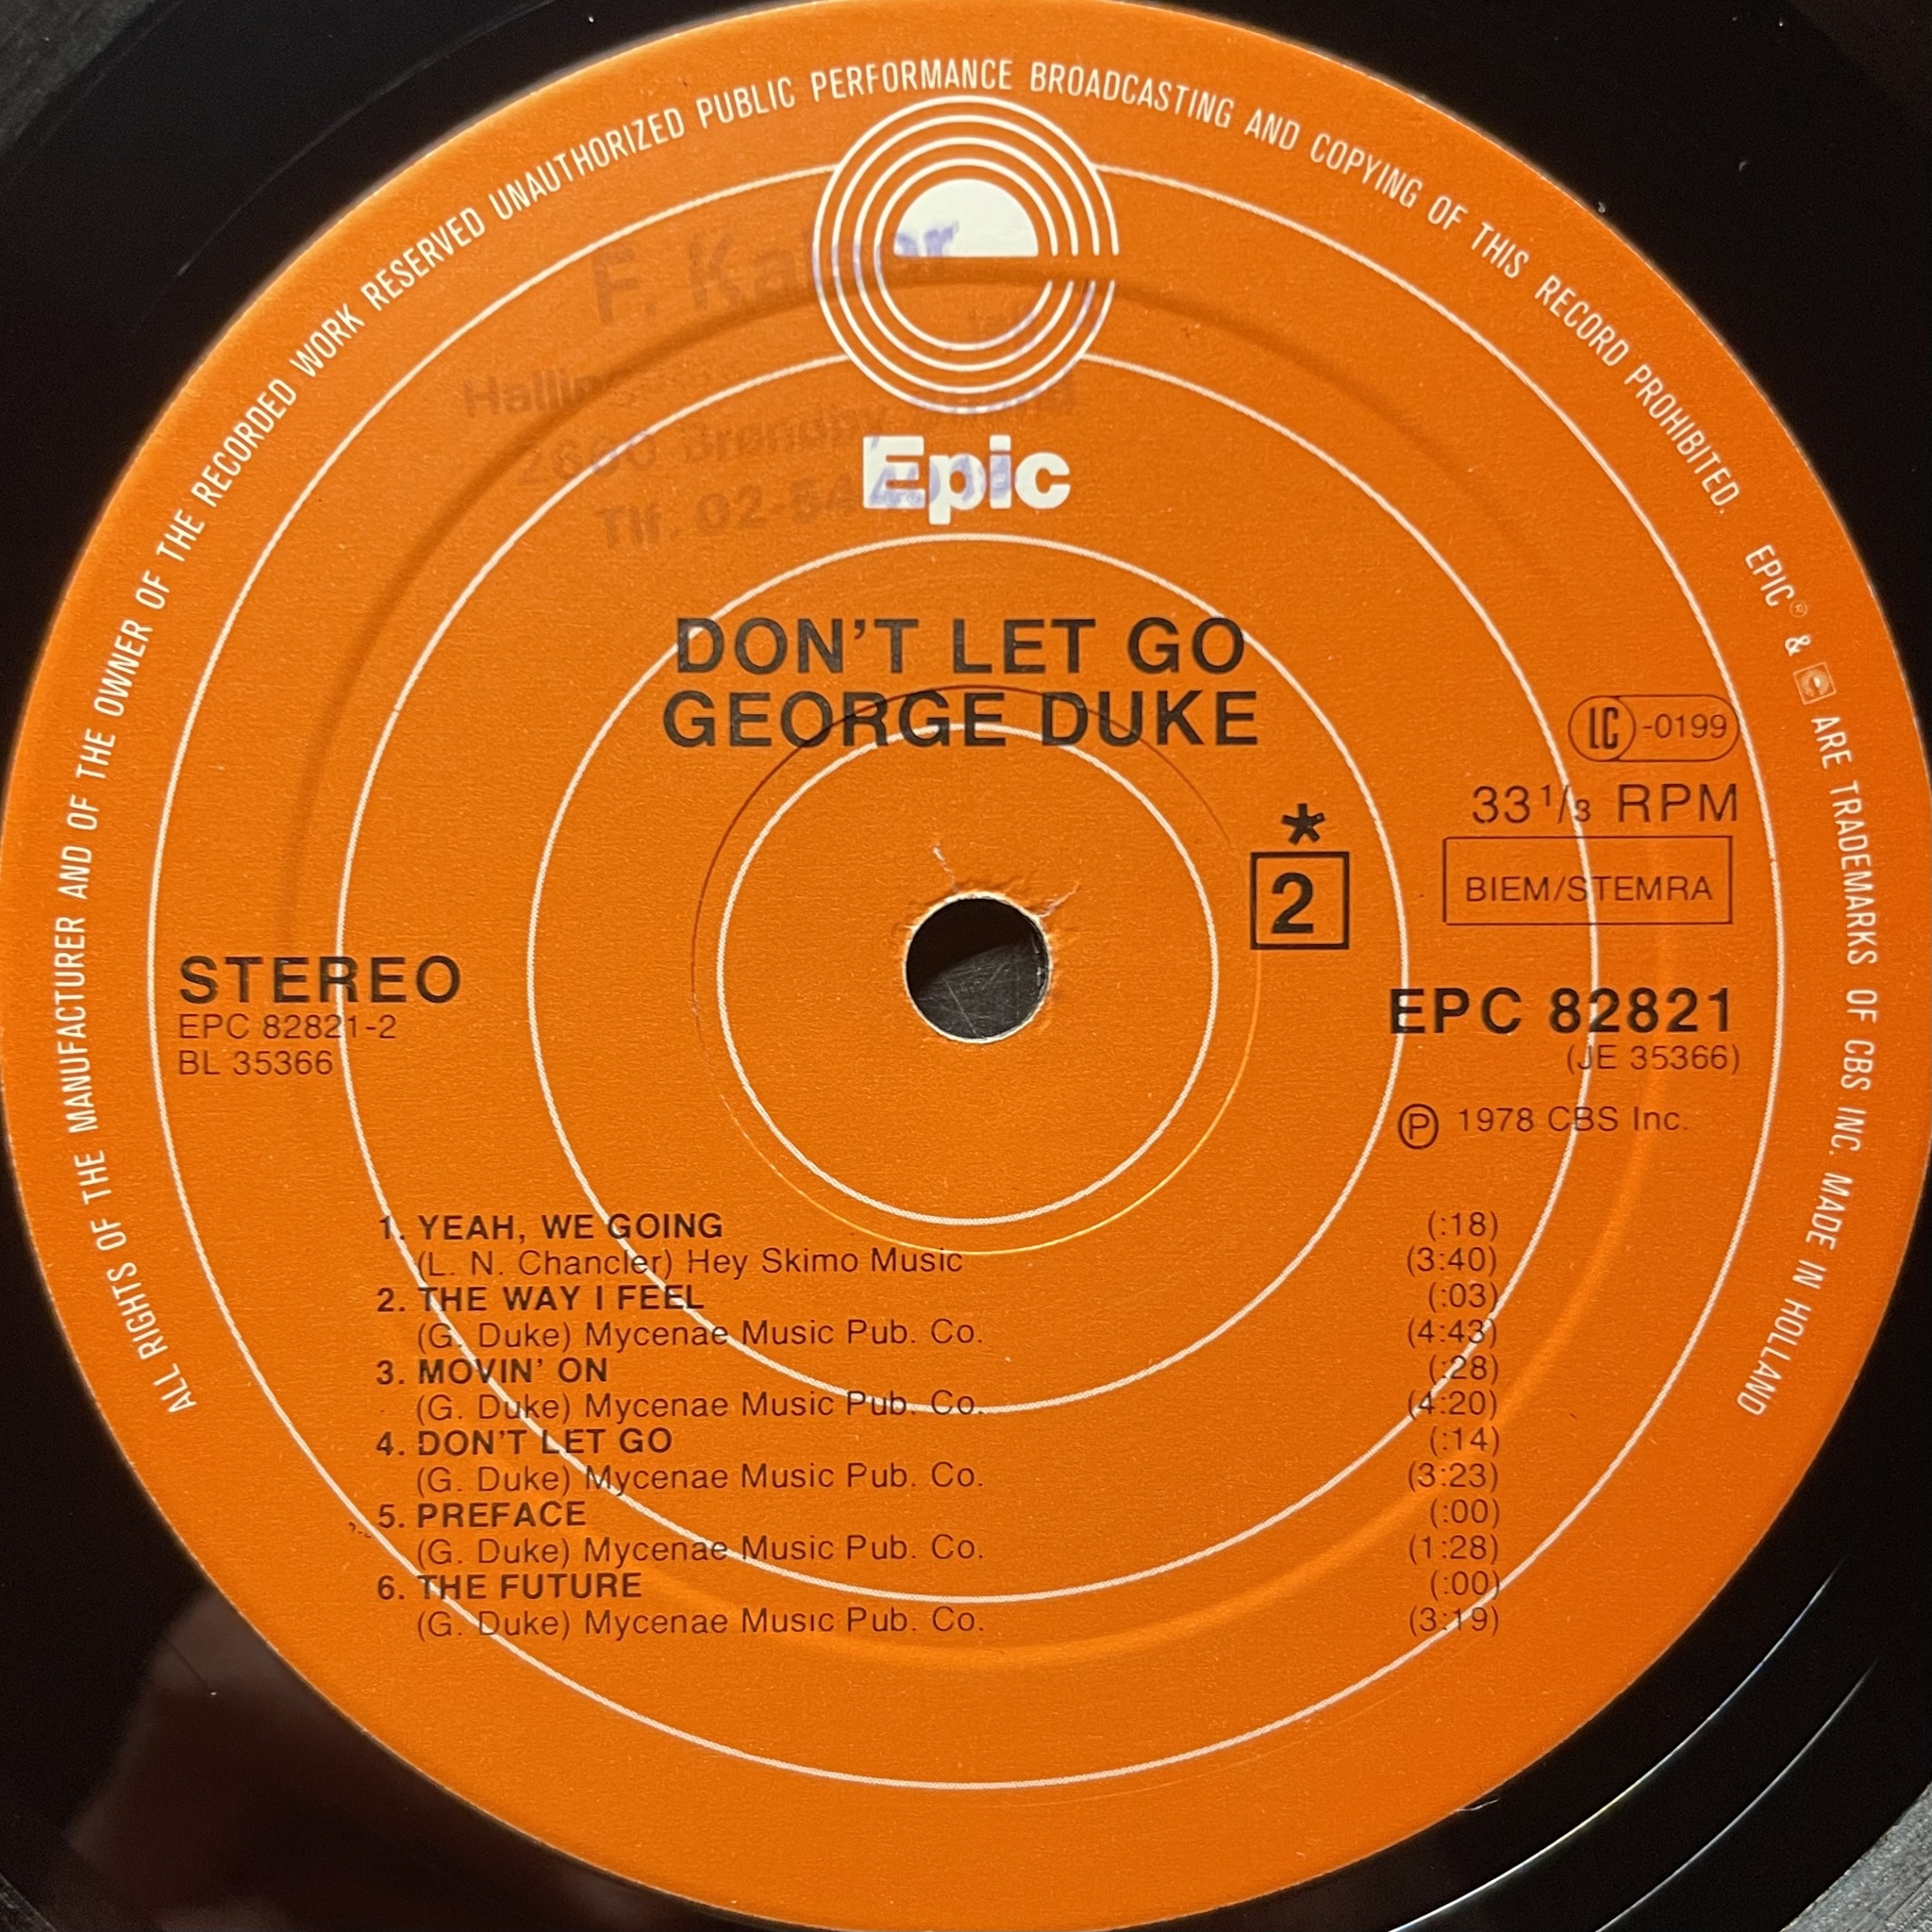 ALL RIGHTS OF THE MANUFACTURER AND OF THE OWNER OF THE RECORDED WORK RESERVED UNAUTHORIZED PUBLIC PERFORMANCE BROADCASTING AND COPYING OF THIS RECORD PROHIBITED. EPIC® & ARE TRADEMARKS OF CBS INC. MADE IN HOLLAND
F.
Tlf. 02-
Epic
DON'T LET GO
GEORGE DUKE
LC-0199
33 1/3 RPM
*
2
BIEM/STEMRA
STEREO
EPC 82821-2
BL 35366
EPC 82821
(JE 35366)
Ⓟ 1978 CBS Inc.
1. YEAH, WE GOING (:18)
(L. N. Chancler) Hey Skimo Music (3:40)
2. THE WAY I FEEL (:03)
(G. Duke) Mycenae Music Pub. Co. (4:43)
3. MOVIN' ON (:28)
(G. Duke) Mycenae Music Pub. Co. (4:20)
4. DON'T LET GO (:14)
(G. Duke) Mycenae Music Pub. Co. (3:23)
5. PREFACE (:00)
(G. Duke) Mycenae Music Pub. Co. (1:28)
6. THE FUTURE (:00)
(G. Duke) Mycenae Music Pub. Co. (3:19)